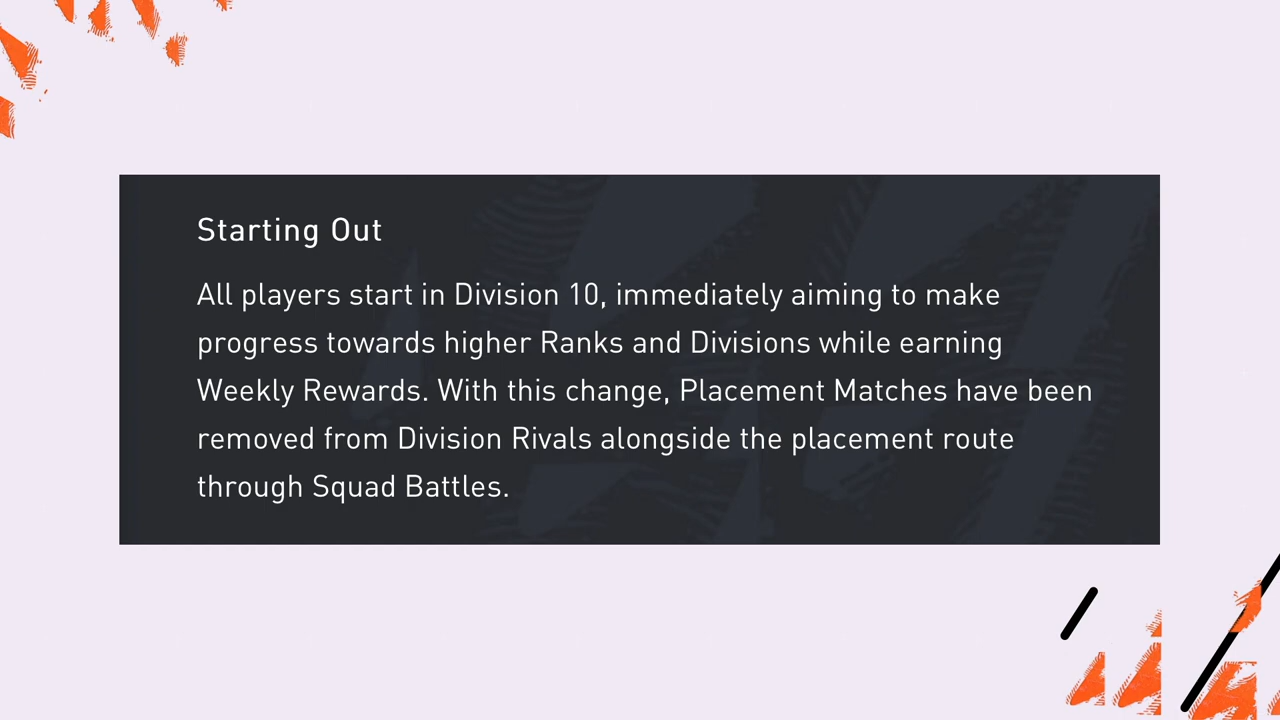 Starting Out
All players start in Division 10, immediately aiming to make
progress towards higher Ranks and Divisions while earning
Weekly Rewards. With this change, Placement Matches have been
removed from Division Rivals alongside the placement route
through Squad Battles.